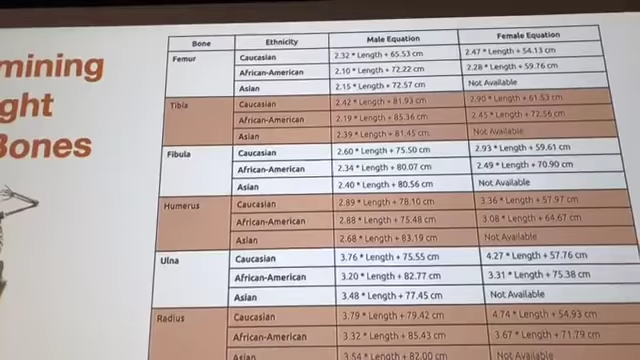 mining
ght
Bones
Bone Ethnicity Male Equation Female Equation
Femur Caucasian 2.32 * Length + 65.53 cm 2.47 * Length + 54.13 cm
African-American 2.10 * Length + 72.22 cm 2.28 * Length + 59.76 cm
Asian 2.15 * Length + 72.57 cm Not Available
Tibia Caucasian 2.42 * Length + 81.93 cm 2.90 * Length + 61.53 cm
African-American 2.19 * Length + 85.36 cm 2.45 * Length + 72.56 cm
Asian 2.39 * Length + 81.45 cm Not Available
Fibula Caucasian 2.60 * Length + 75.50 cm 2.93 * Length + 59.61 cm
African-American 2.34 * Length + 80.07 cm 2.49 * Length + 70.90 cm
Asian 2.40 * Length + 80.56 cm Not Available
Humerus Caucasian 2.89 * Length + 78.10 cm 3.36 * Length + 57.97 cm
African-American 2.88 * Length + 75.48 cm 3.08 * Length + 64.67 cm
Asian 2.68 * Length + 83.19 cm Not Available
Ulna Caucasian 3.76 * Length + 75.55 cm 4.27 * Length + 57.76 cm
African-American 3.20 * Length + 82.77 cm 3.31 * Length + 75.38 cm
Asian 3.48 * Length + 77.45 cm Not Available
Radius Caucasian 3.79 * Length + 79.42 cm 4.74 * Length + 54.93 cm
African-American 3.32 * Length + 85.43 cm 3.67 * Length + 71.79 cm
Asian 3.54 * Length + 82.00 cm Not Available